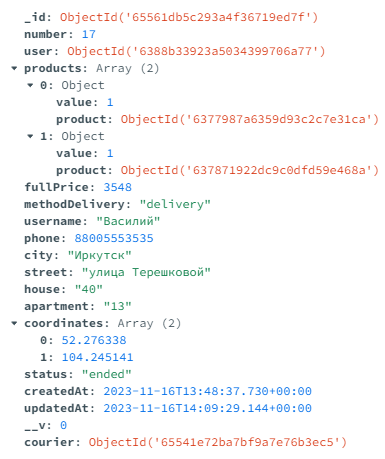 _id: ObjectId('65561db5c293a4f36719ed7f')
number: 17
user: ObjectId('6388b33923a5034399706a77')
products: Array (2)
0: Object
value: 1
product: ObjectId('6377987a6359d93c2c7e31ca')
1: Object
value: 1
product: ObjectId('637871922dc9c0dfd59e468a')
fullPrice: 3548
methodDelivery: "delivery"
username: "Василий"
phone: 88005553535
city: "Иркутск"
street: "улица Терешковой"
house: "40"
apartment: "13"
coordinates: Array (2)
0: 52.276338
1: 104.245141
status: "ended"
createdAt: 2023-11-16T13:48:37.730+00:00
updatedAt: 2023-11-16T14:09:29.144+00:00
__v: 0
courier: ObjectId('65541e72ba7bf9a7e76b3ec5')